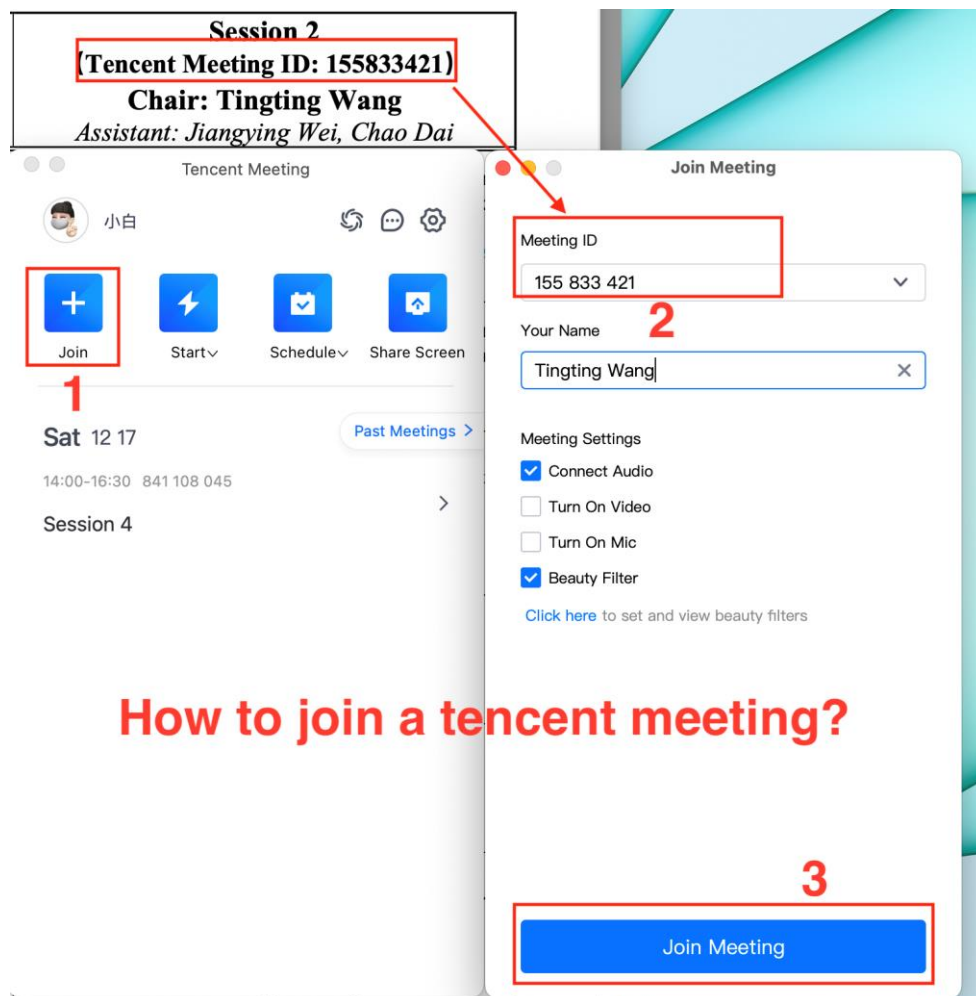 Session 2
(Tencent Meeting ID: 155833421)
Chair: Tingting Wang
Assistant: Jiangying Wei, Chao Dai
Tencent Meeting
小白
Join
Start
Schedule
Share Screen
1
Sat 12 17
Past Meetings >
14:00-16:30 841 108 045
Session 4
Join Meeting
Meeting ID
155 833 421
2
Your Name
Tingting Wang
Meeting Settings
Connect Audio
Turn On Video
Turn On Mic
Beauty Filter
Click here to set and view beauty filters
How to join a tencent meeting?
3
Join Meeting